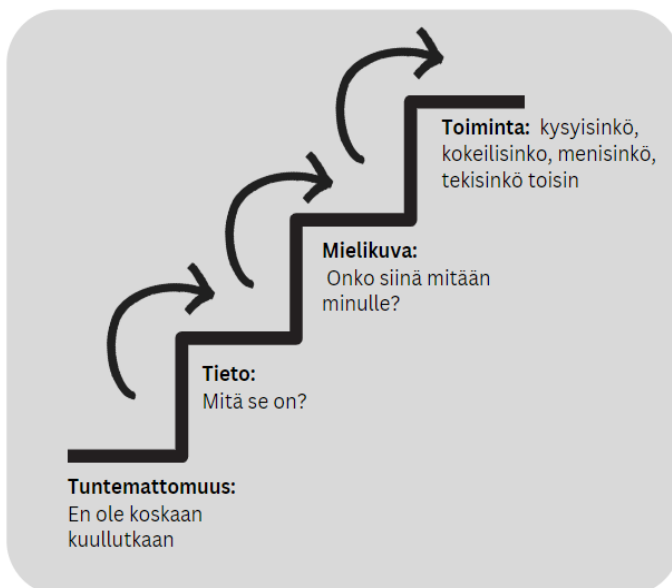 Toiminta: kysyisinkö,
kokeilisinko, menisinkö,
tekisinkö toisin
Mielikuva:
Onko siinä mitään
minulle?
Tieto:
Mitä se on?
Tuntemattomuus:
En ole koskaan
kuullutkaan